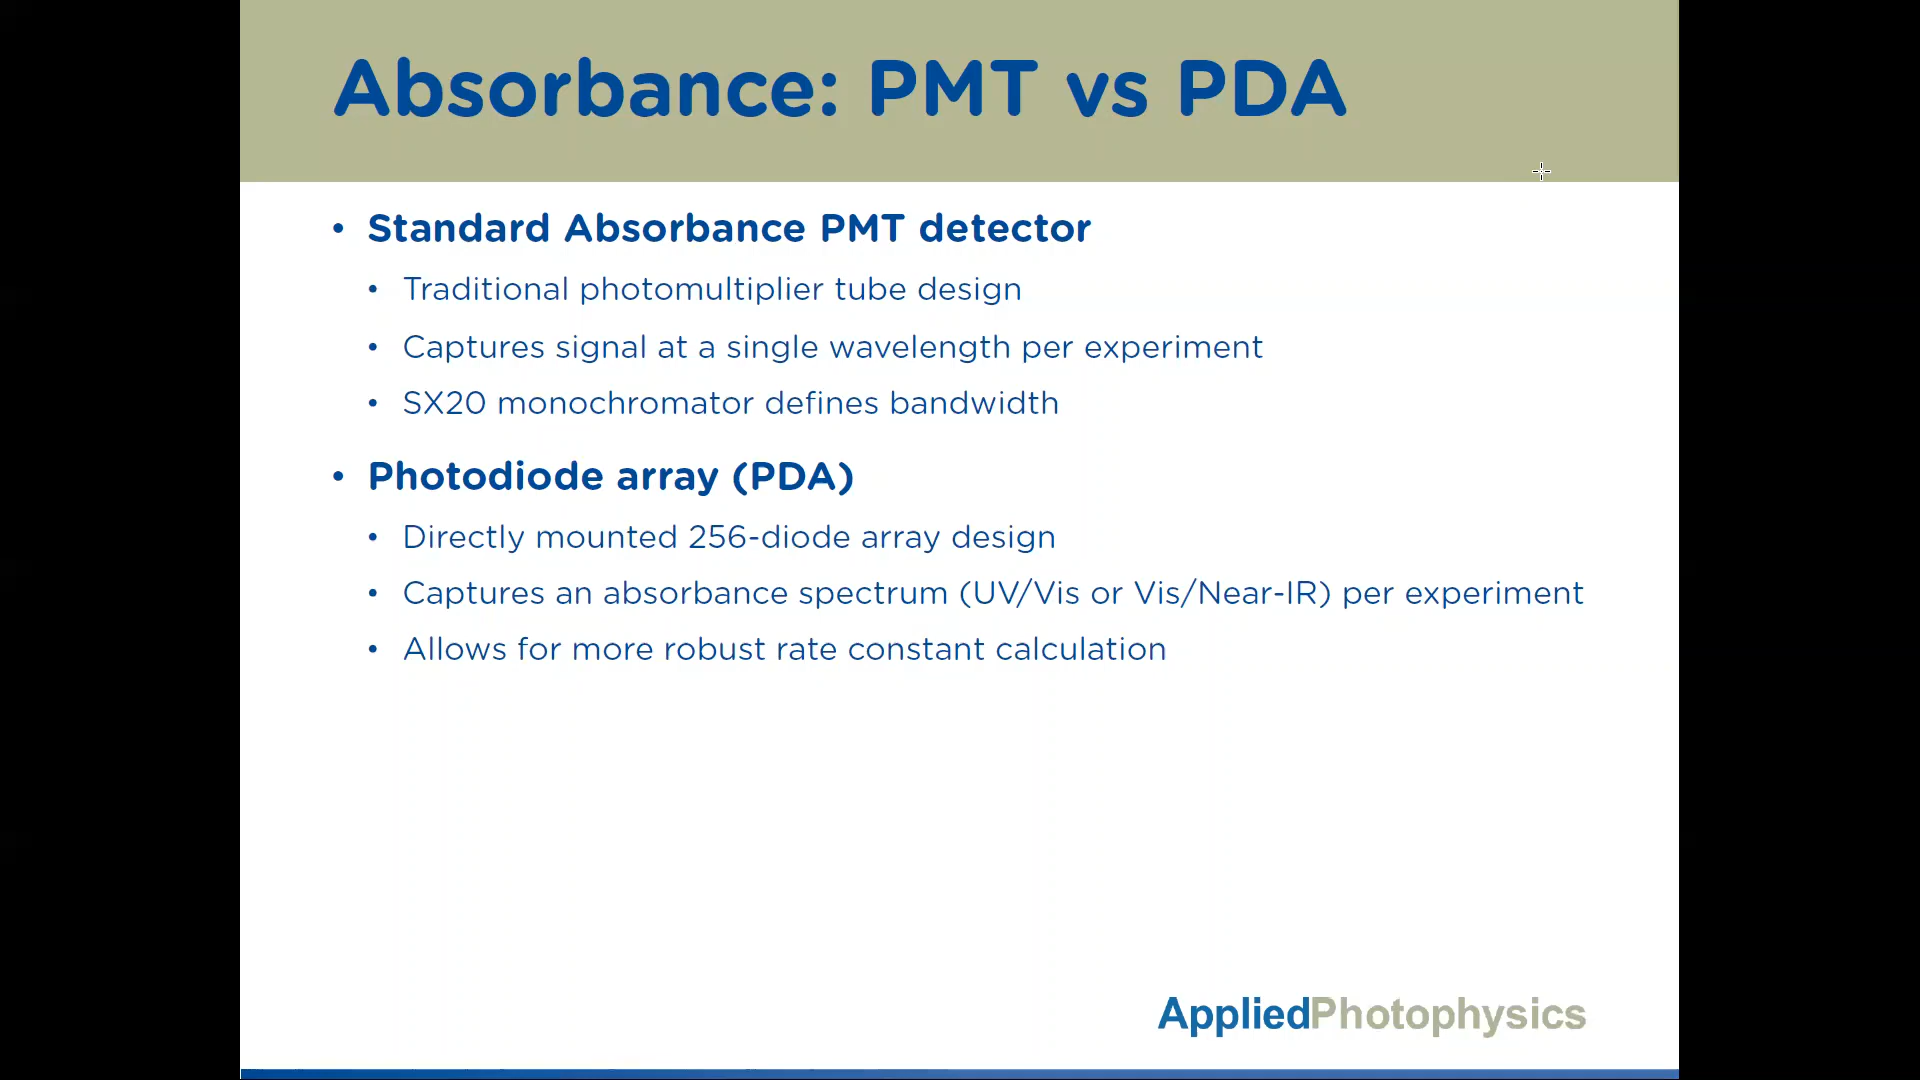 Absorbance: PMT vs PDA
• Standard Absorbance PMT detector
• Traditional photomultiplier tube design
• Captures signal at a single wavelength per experiment
• SX20 monochromator defines bandwidth
• Photodiode array (PDA)
• Directly mounted 256-diode array design
• Captures an absorbance spectrum (UV/Vis or Vis/Near-IR) per experiment
• Allows for more robust rate constant calculation
AppliedPhotophysics